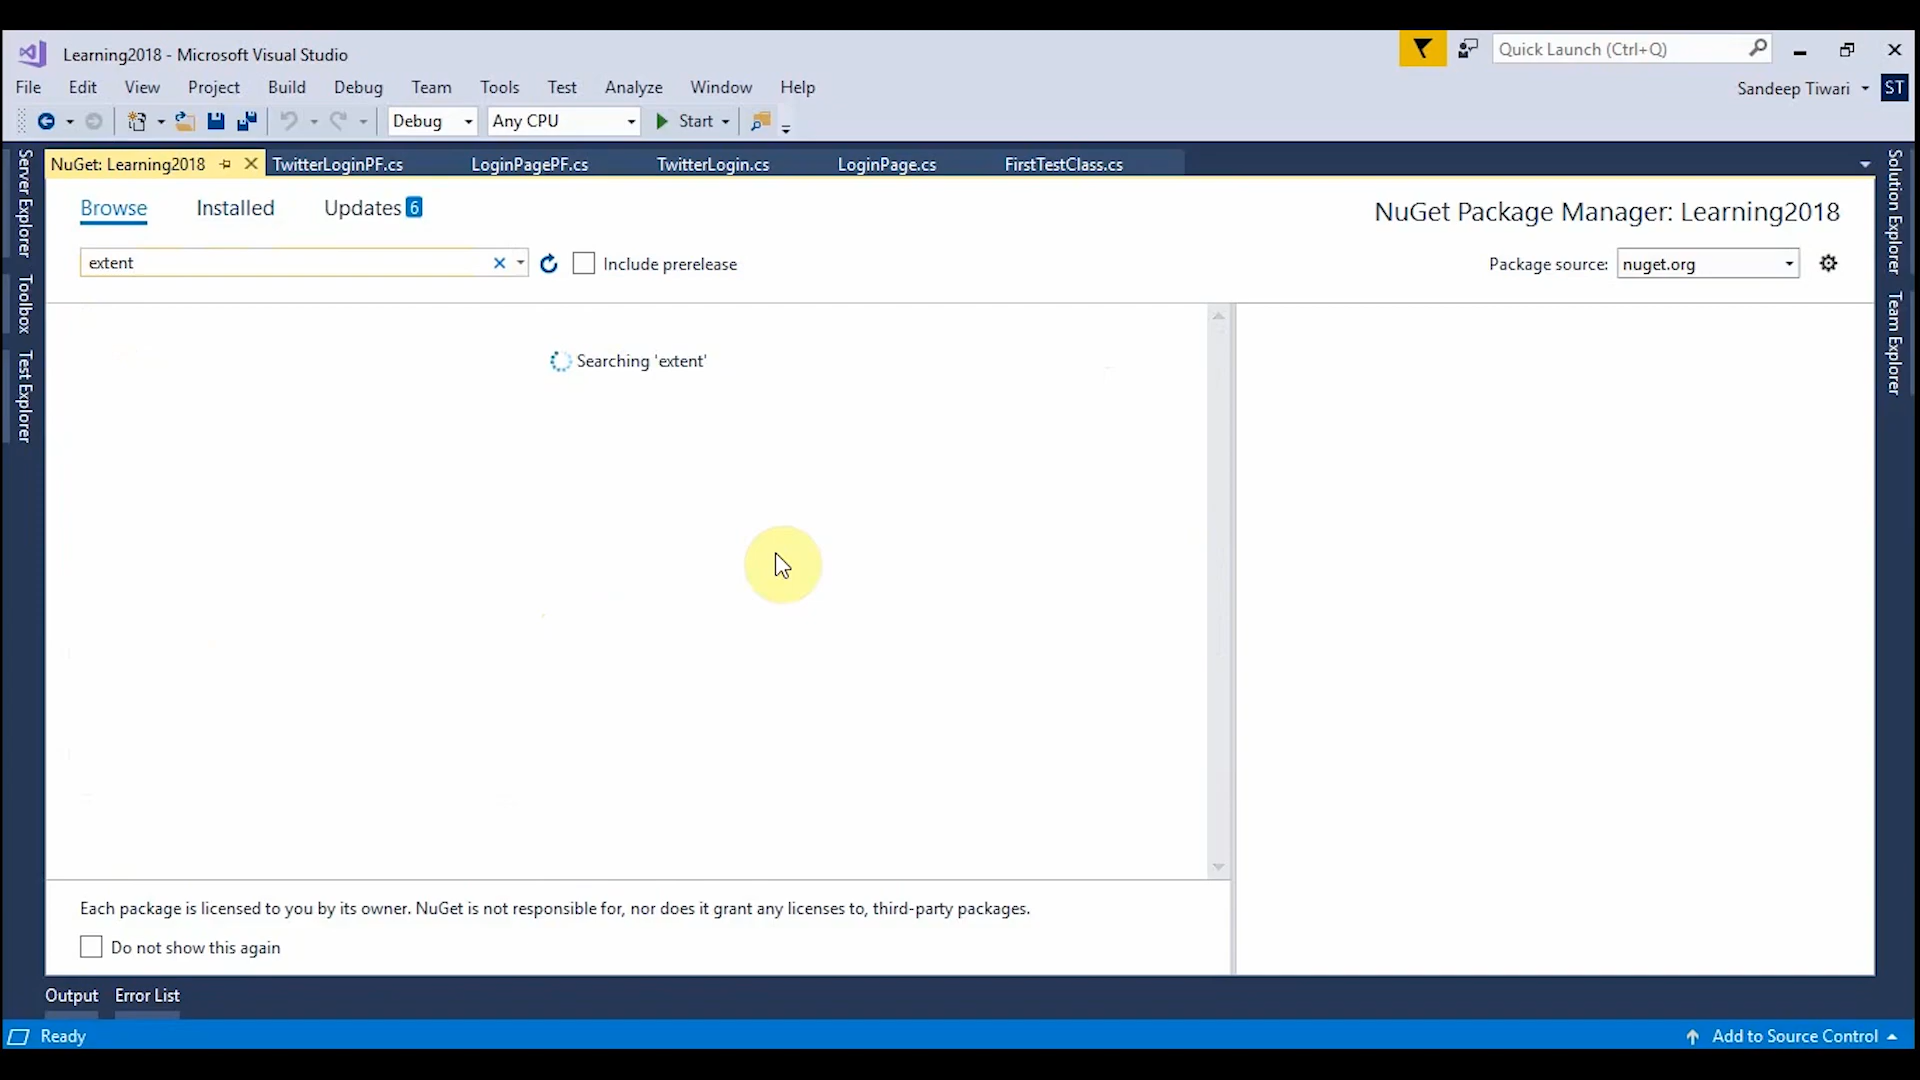 Learning2018 - Microsoft Visual Studio
Quick Launch (Ctrl+Q)
File Edit View Project Build Debug Team Tools Test Analyze Window Help
Sandeep Tiwari ST
Debug Any CPU Start
NuGet: Learning2018 TwitterLoginPF.cs LoginPagePF.cs TwitterLogin.cs LoginPage.cs FirstTestClass.cs
Server Explorer
Toolbox
Test Explorer
Browse Installed Updates 6
NuGet Package Manager: Learning2018
extent
Include prerelease
Package source: nuget.org
Searching 'extent'
Solution Explorer
Team Explorer
Each package is licensed to you by its owner. NuGet is not responsible for, nor does it grant any licenses to, third-party packages.
Do not show this again
Output Error List
Ready
Add to Source Control